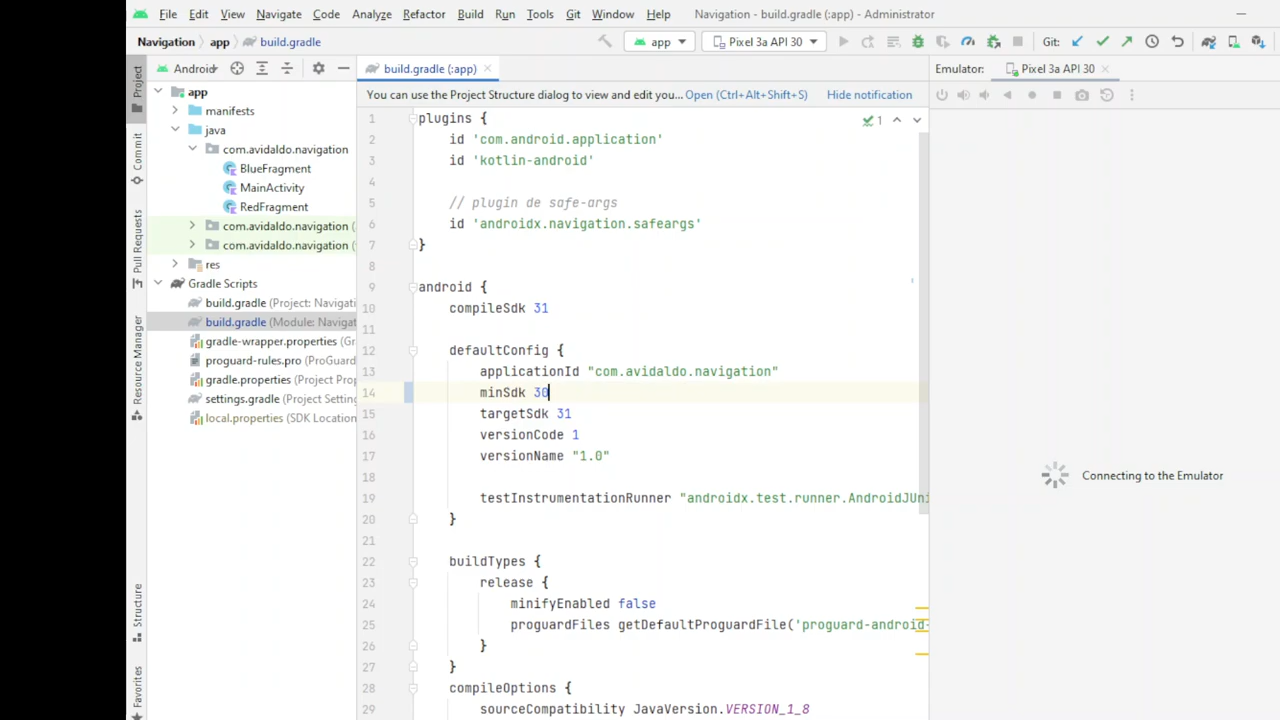 File Edit View Navigate Code Analyze Refactor Build Run Tools Git Window Help Navigation - build.gradle (:app) - Administrator
Navigation app build.gradle app Pixel 3a API 30 Git:
Android build.gradle (:app) Emulator: Pixel 3a API 30
You can use the Project Structure dialog to view and edit you... Open (Ctrl+Alt+Shift+S) Hide notification
Project
Commit
Pull Requests
Resource Manager
Structure
Favorites
app
manifests
java
com.avidaldo.navigation
BlueFragment
MainActivity
RedFragment
com.avidaldo.navigation (
com.avidaldo.navigation (
res
Gradle Scripts
build.gradle (Project: Navigati
build.gradle (Module: Navigat
gradle-wrapper.properties (Gr
proguard-rules.pro (ProGuard
gradle.properties (Project Prop
settings.gradle (Project Setting
local.properties (SDK Location
1 plugins {
2 id 'com.android.application'
3 id 'kotlin-android'
4
5 // plugin de safe-args
6 id 'androidx.navigation.safeargs'
7 }
8
9 android {
10 compileSdk 31
11
12 defaultConfig {
13 applicationId "com.avidaldo.navigation"
14 minSdk 30
15 targetSdk 31
16 versionCode 1
17 versionName "1.0"
18
19 testInstrumentationRunner "androidx.test.runner.AndroidJUni
20 }
21
22 buildTypes {
23 release {
24 minifyEnabled false
25 proguardFiles getDefaultProguardFile('proguard-android-
26 }
27 }
28 compileOptions {
29 sourceCompatibility JavaVersion.VERSION_1_8
1
Connecting to the Emulator